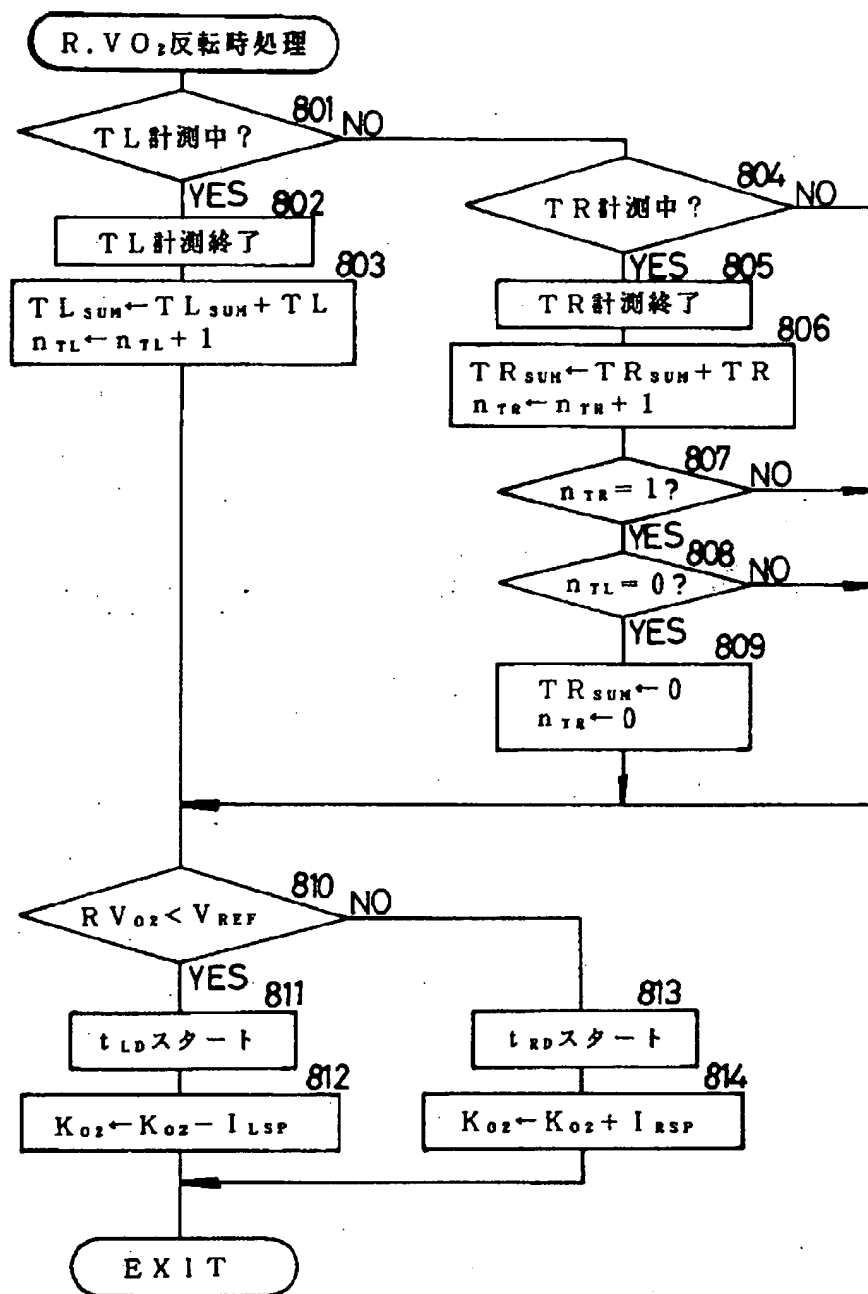 R.VO₂反転時処理
801
TL計測中?
NO
YES
802
TL計測終了
803
TL_SUM←TL_SUM+TL
n_TL←n_TL+1
804
TR計測中?
NO
YES
805
TR計測終了
806
TR_SUM←TR_SUM+TR
n_TR←n_TR+1
807
n_TR=1?
NO
YES
808
n_TL=0?
NO
YES
809
TR_SUM←0
n_TR←0
810
RV_O2<V_REF
NO
YES
811
t_LDスタート
812
K_O2←K_O2−I_LSP
813
t_RDスタート
814
K_O2←K_O2+I_RSP
EXIT